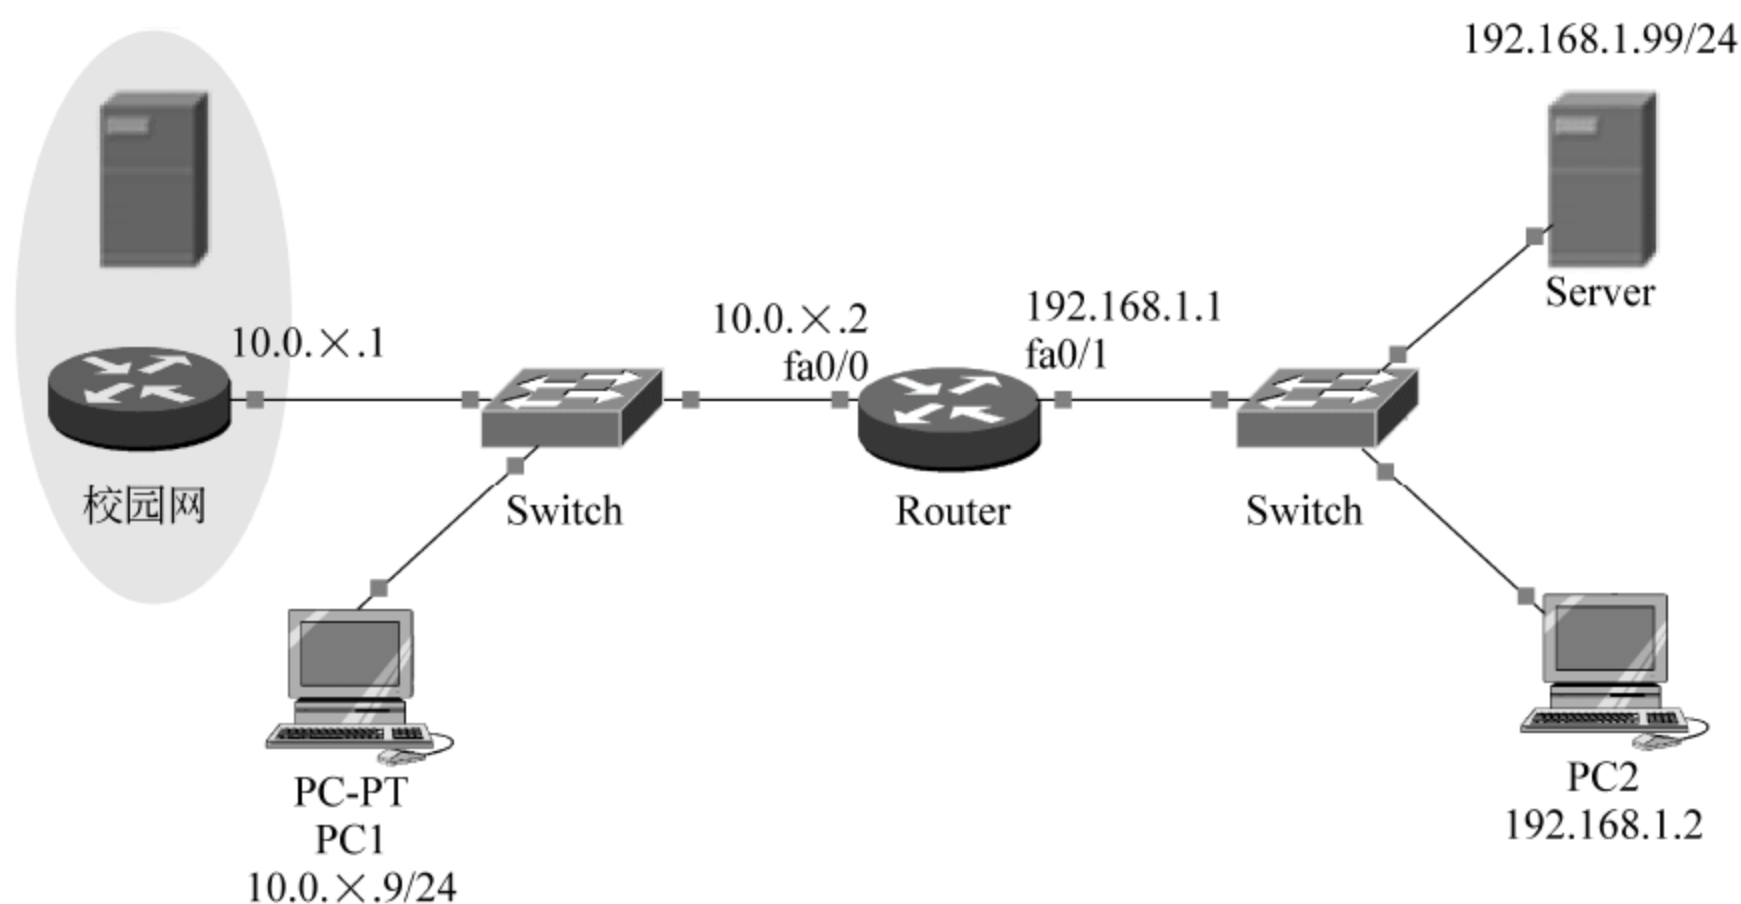 192.168.1.99/24
Server
10.0.×.1
10.0.×.2
fa0/0
192.168.1.1
fa0/1
校园网
Switch
Router
Switch
PC-PT
PC1
10.0.×.9/24
PC2
192.168.1.2